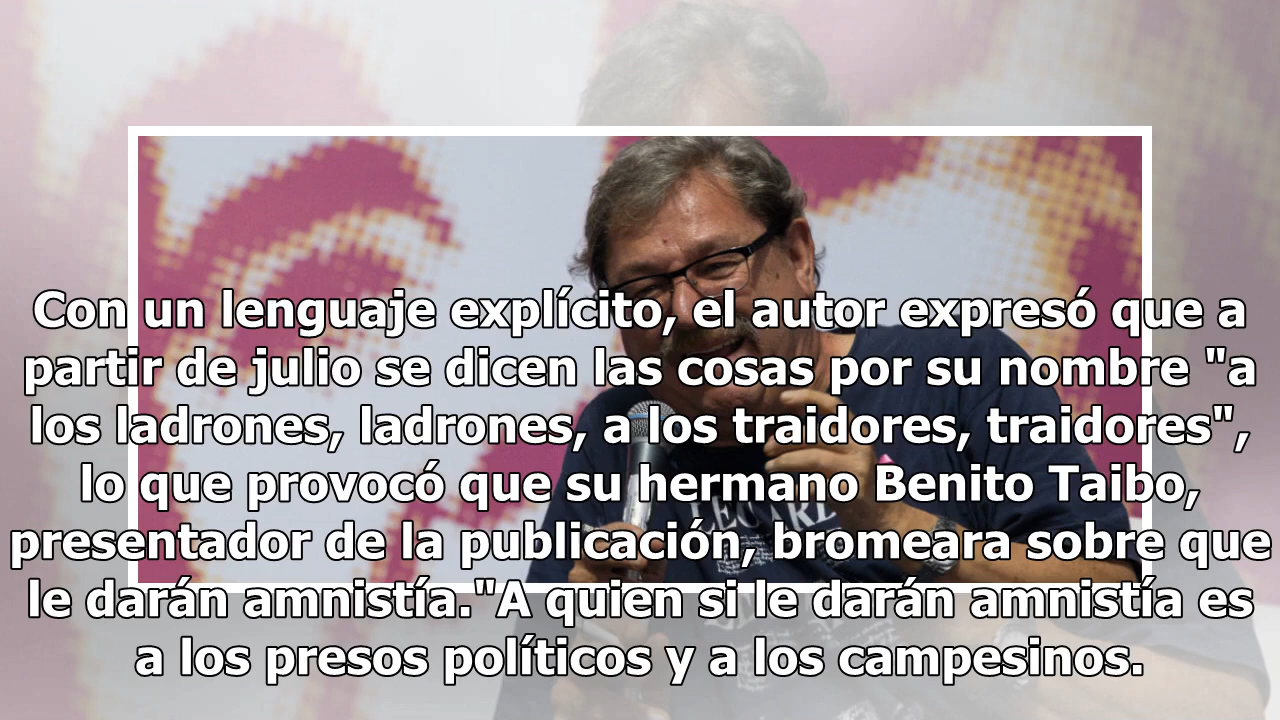 Con un lenguaje explícito, el autor expresó que a
partir de julio se dicen las cosas por su nombre "a
los ladrones, ladrones, a los traidores, traidores",
lo que provocó que su hermano Benito Taibo,
presentador de la publicación, bromeara sobre que
le darán amnistía."A quien si le darán amnistía es
a los presos políticos y a los campesinos.